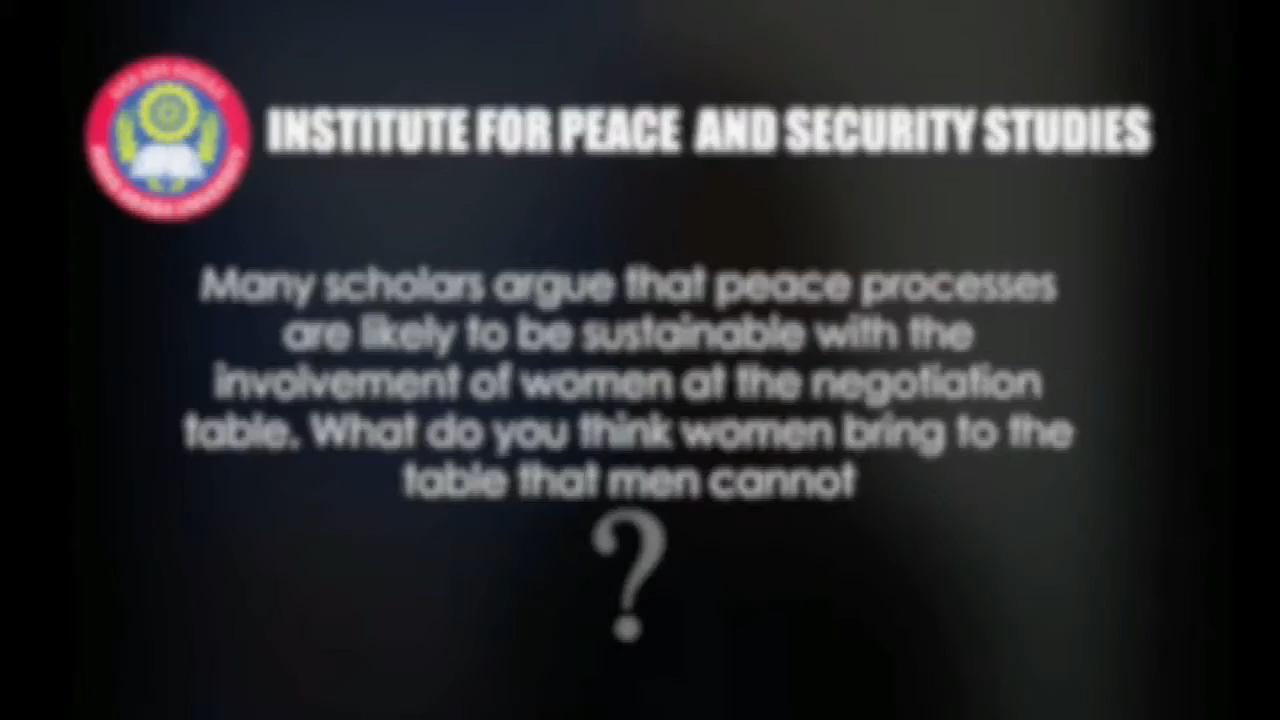 INSTITUTE FOR PEACE AND SECURITY STUDIES
Many scholars argue that peace processes
are likely to be sustainable with the
involvement of women at the negotiation
table. What do you think women bring to the
table that men cannot
?